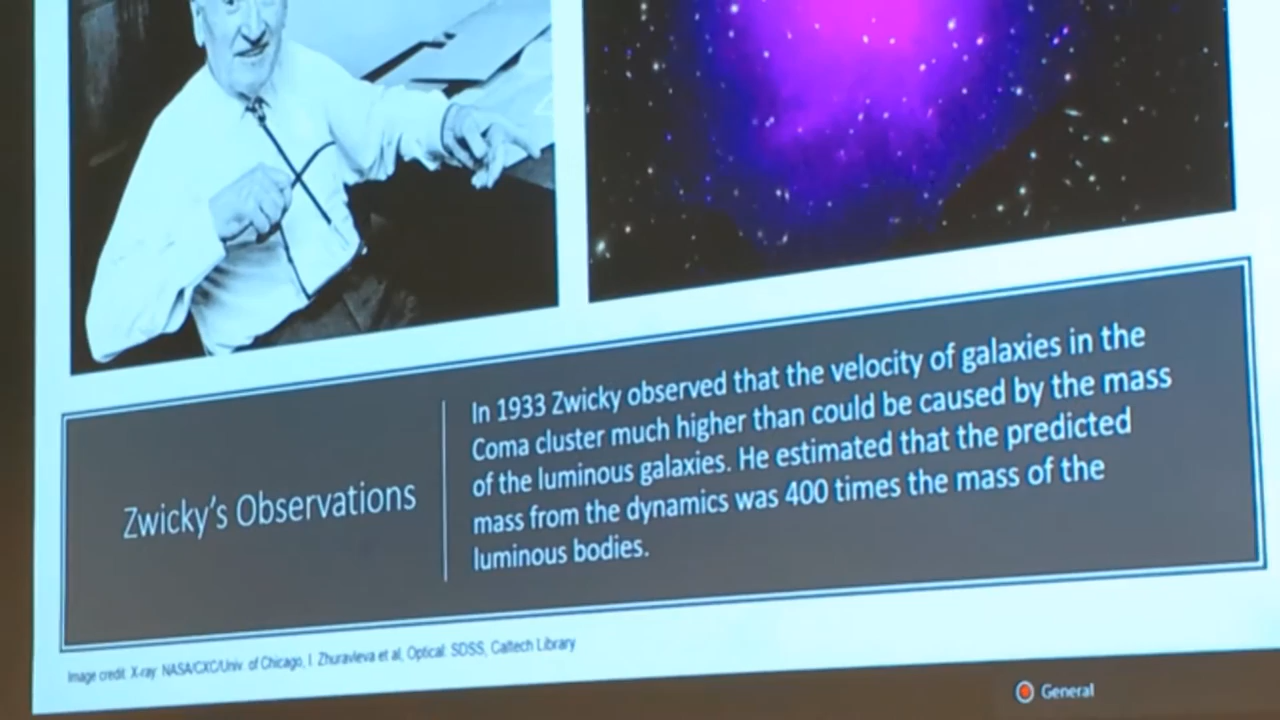 Zwicky's Observations
In 1933 Zwicky observed that the velocity of galaxies in the
Coma cluster much higher than could be caused by the mass
of the luminous galaxies. He estimated that the predicted
mass from the dynamics was 400 times the mass of the
luminous bodies.
Image credit: X-ray: NASA/CXC/Univ. of Chicago, I. Zhuravleva et al, Optical: SDSS, Caltech Library
General